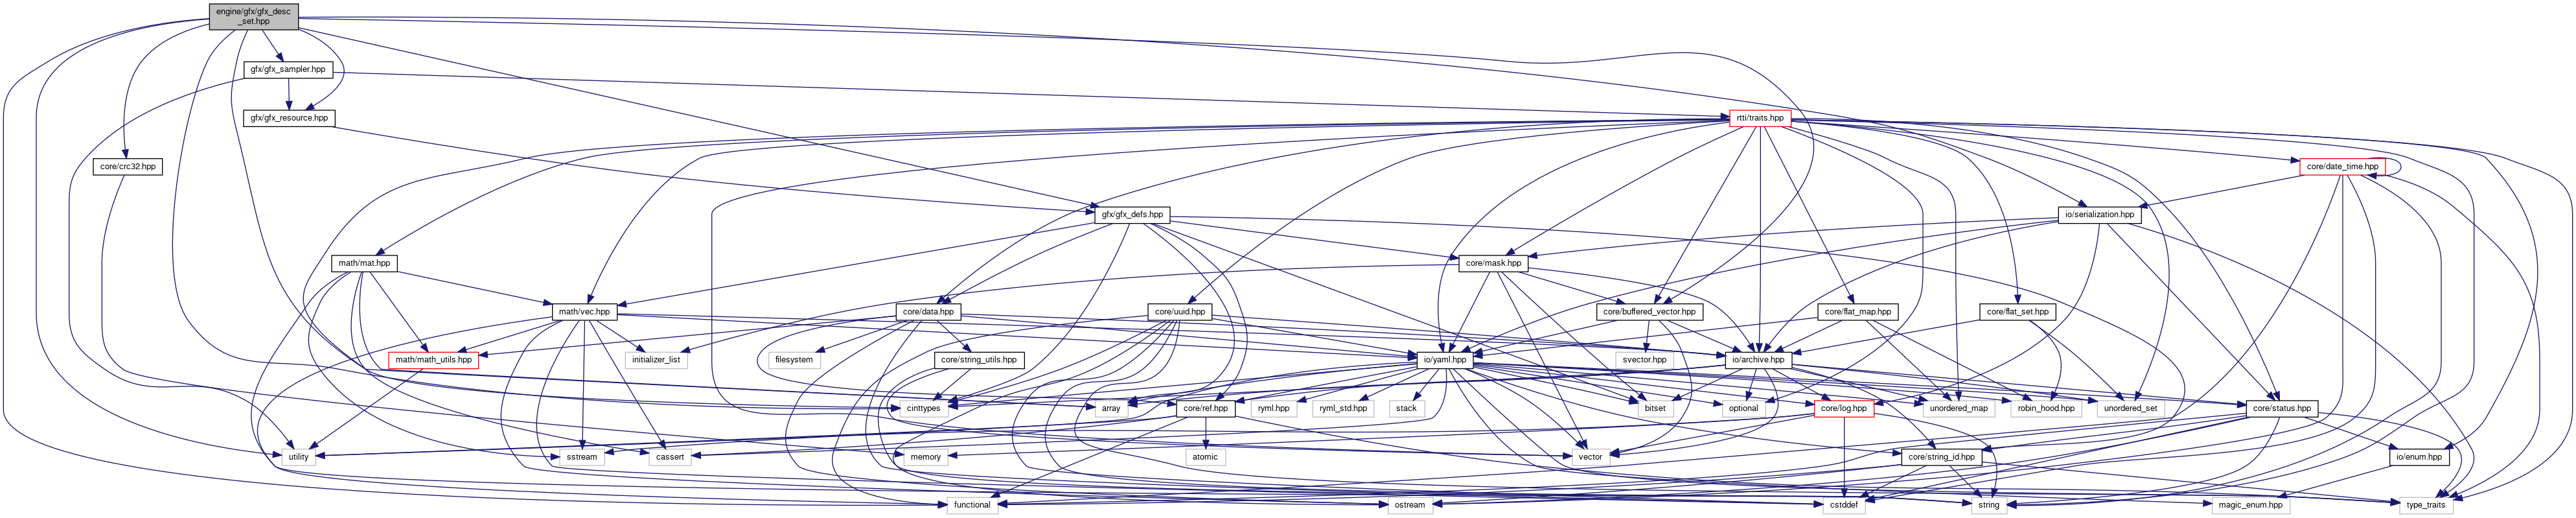 engine/gfx/gfx_desc
_set.hpp
gfx/gfx_sampler.hpp
gfx/gfx_resource.hpp
rtti/traits.hpp
core/crc32.hpp
core/date_time.hpp
gfx/gfx_defs.hpp
io/serialization.hpp
math/mat.hpp
core/mask.hpp
math/vec.hpp
core/data.hpp
core/uuid.hpp
core/buffered_vector.hpp
core/flat_map.hpp
core/flat_set.hpp
math/math_utils.hpp
initializer_list
filesystem
core/string_utils.hpp
io/yaml.hpp
svector.hpp
io/archive.hpp
cinttypes
array
core/ref.hpp
ryml.hpp
ryml_std.hpp
stack
bitset
optional
core/log.hpp
unordered_map
robin_hood.hpp
unordered_set
core/status.hpp
utility
sstream
cassert
memory
atomic
vector
core/string_id.hpp
io/enum.hpp
functional
ostream
cstddef
string
magic_enum.hpp
type_traits